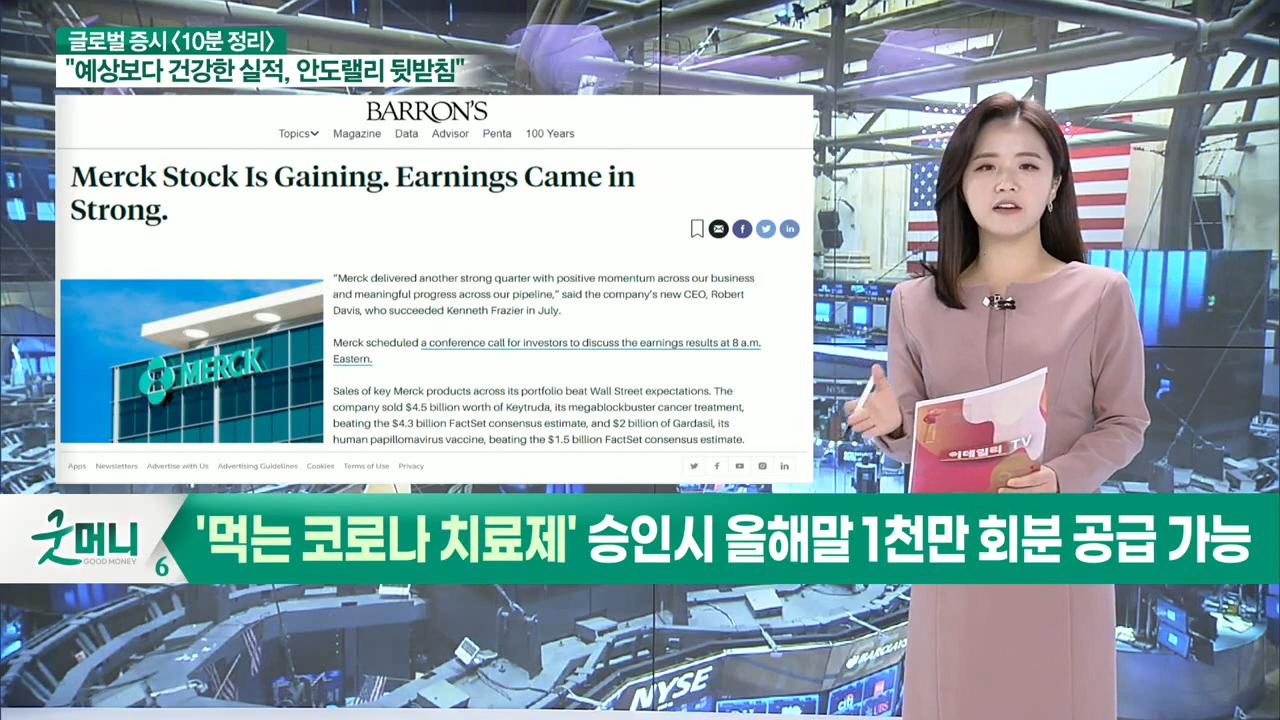 글로벌 증시 <10분 정리>
"예상보다 건강한 실적, 안도랠리 뒷받침"
BARRON'S
Topics Magazine Data Advisor Penta 100 Years
Merck Stock Is Gaining. Earnings Came in
Strong.
"Merck delivered another strong quarter with positive momentum across our business
and meaningful progress across our pipeline," said the company's new CEO, Robert
Davis, who succeeded Kenneth Frazier in July.
Merck scheduled a conference call for investors to discuss the earnings results at 8 a.m.
Eastern.
Sales of key Merck products across its portfolio beat Wall Street expectations. The
company sold $4.5 billion worth of Keytruda, its megablockbuster cancer treatment,
beating the $4.3 billion FactSet consensus estimate, and $2 billion of Gardasil, its
human papillomavirus vaccine, beating the $1.5 billion FactSet consensus estimate.
MERCK
Apps Newsletters Advertise with Us Advertising Guidelines Cookies Terms of Use Privacy
이데일리 TV
굿머니
GOOD MONEY
6
'먹는 코로나 치료제' 승인시 올해말 1천만 회분 공급 가능
NYSE
NYSE
BARCLAYS
citi
UBS